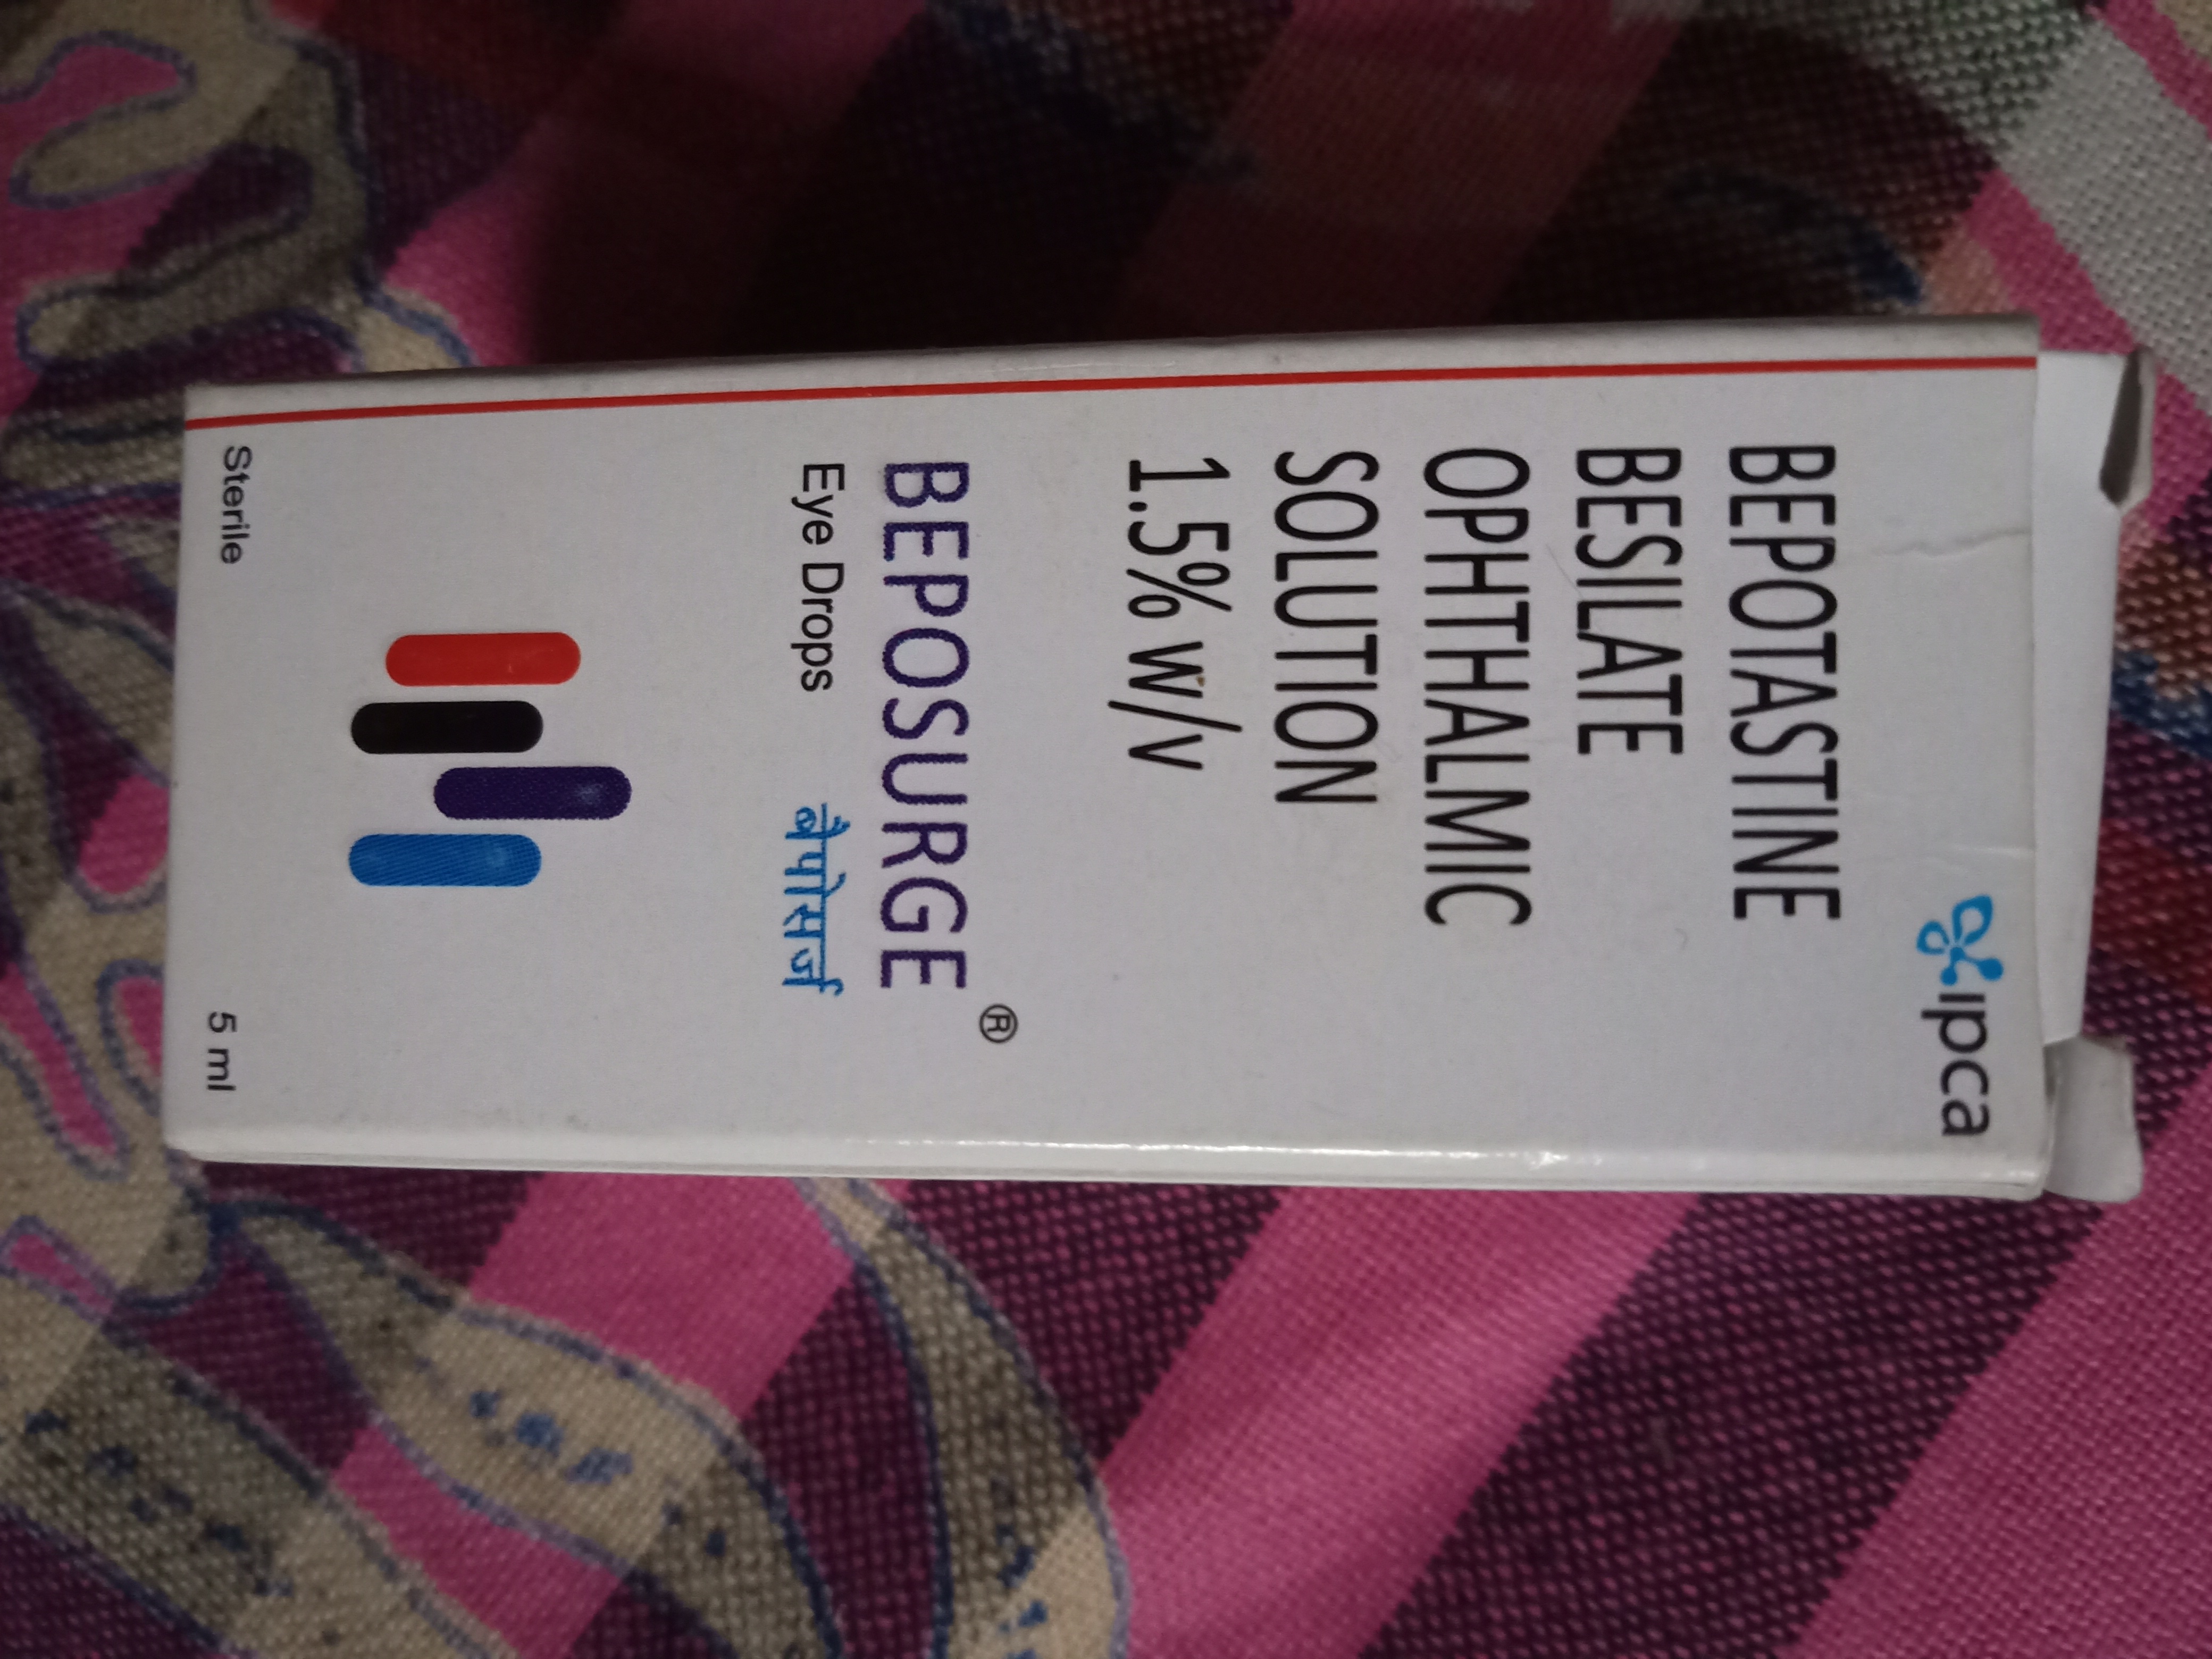 ipca
BEPOTASTINE
BESILATE
OPHTHALMIC
SOLUTION
1.5% w/v
BEPOSURGE®
Eye Drops बैपोसर्ज
Sterile 5 ml